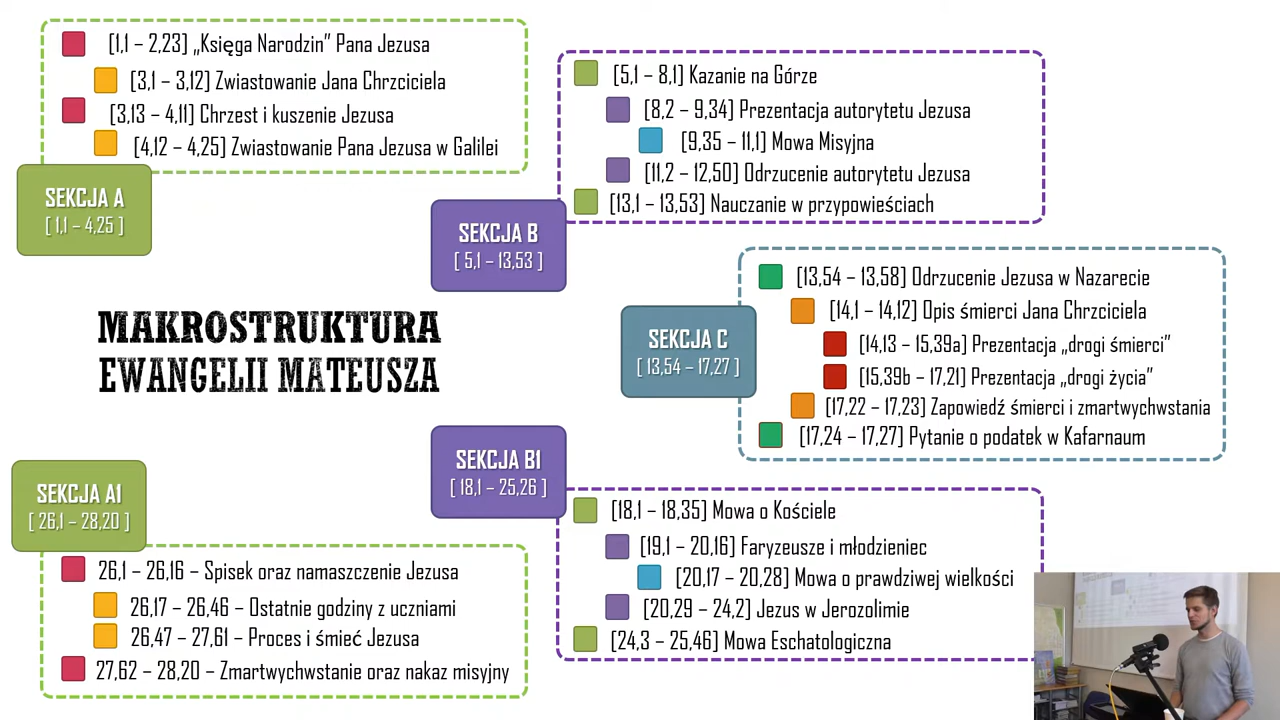 [1,1 – 2,23] „Księga Narodzin” Pana Jezusa
[3,1 – 3,12] Zwiastowanie Jana Chrzciciela
[3,13 – 4,11] Chrzest i kuszenie Jezusa
[4,12 – 4,25] Zwiastowanie Pana Jezusa w Galilei
SEKCJA A
[ 1,1 – 4,25 ]
[5,1 – 8,1] Kazanie na Górze
[8,2 – 9,34] Prezentacja autorytetu Jezusa
[9,35 – 11,1] Mowa Misyjna
[11,2 – 12,50] Odrzucenie autorytetu Jezusa
[13,1 – 13,53] Nauczanie w przypowieściach
SEKCJA B
[ 5,1 – 13,53 ]
[13,54 – 13,58] Odrzucenie Jezusa w Nazarecie
[14,1 – 14,12] Opis śmierci Jana Chrzciciela
[14,13 – 15,39a] Prezentacja „drogi śmierci”
[15,39b – 17,21] Prezentacja „drogi życia”
[17,22 – 17,23] Zapowiedź śmierci i zmartwychwstania
[17,24 – 17,27] Pytanie o podatek w Kafarnaum
SEKCJA C
[ 13,54 – 17,27 ]
MAKROSTRUKTURA
EWANGELII MATEUSZA
SEKCJA B1
[ 18,1 – 25,26 ]
[18,1 – 18,35] Mowa o Kościele
[19,1 – 20,16] Faryzeusze i młodzieniec
[20,17 – 20,28] Mowa o prawdziwej wielkości
[20,29 – 24,2] Jezus w Jerozolimie
[24,3 – 25,46] Mowa Eschatologiczna
SEKCJA A1
[ 26,1 – 28,20 ]
26,1 – 26,16 – Spisek oraz namaszczenie Jezusa
26,17 – 26,46 – Ostatnie godziny z uczniami
26,47 – 27,61 – Proces i śmieć Jezusa
27,62 – 28,20 – Zmartwychwstanie oraz nakaz misyjny